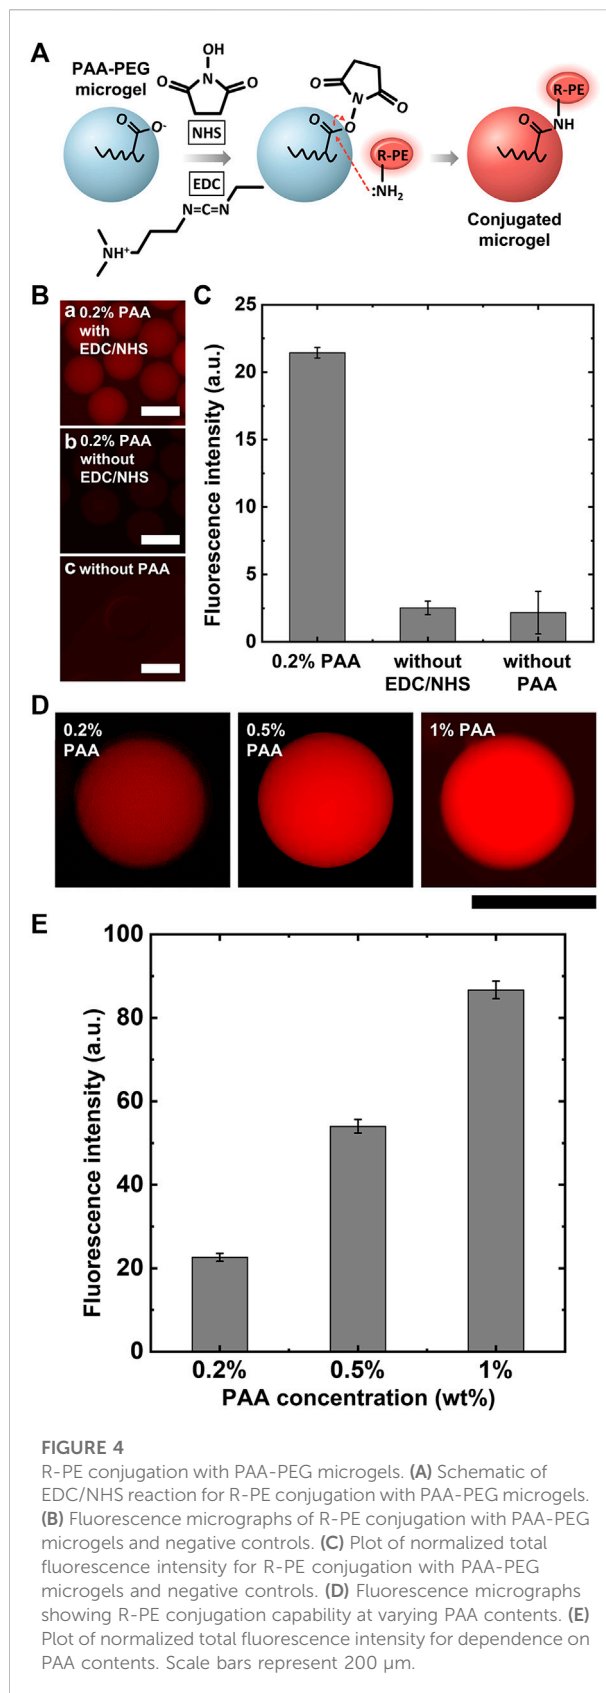 A
PAA-PEG
microgel
OH
N
O
O
NHS
EDC
N=C=N
NH+
O
O-
O
N
O
O
O
R-PE
:NH2
R-PE
O
NH
Conjugated
microgel
B
a 0.2% PAA
with
EDC/NHS
b 0.2% PAA
without
EDC/NHS
c without PAA
C
Fluorescence intensity (a.u.)
25
20
15
10
5
0
0.2% PAA
without
EDC/NHS
without
PAA
D
0.2%
PAA
0.5%
PAA
1% PAA
E
Fluorescence intensity (a.u.)
100
80
60
40
20
0
0.2%
0.5%
1%
PAA concentration (wt%)
FIGURE 4
R-PE conjugation with PAA-PEG microgels. (A) Schematic of
EDC/NHS reaction for R-PE conjugation with PAA-PEG microgels.
(B) Fluorescence micrographs of R-PE conjugation with PAA-PEG
microgels and negative controls. (C) Plot of normalized total
fluorescence intensity for R-PE conjugation with PAA-PEG
microgels and negative controls. (D) Fluorescence micrographs
showing R-PE conjugation capability at varying PAA contents. (E)
Plot of normalized total fluorescence intensity for dependence on
PAA contents. Scale bars represent 200 µm.